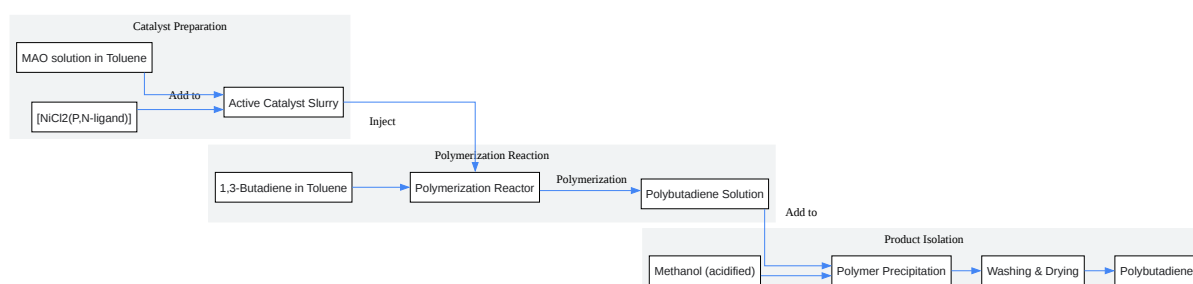 Catalyst Preparation
MAO solution in Toluene
Add to
Active Catalyst Slurry
[NiCl2(P,N-ligand)]
Inject
Polymerization Reaction
1,3-Butadiene in Toluene
Polymerization Reactor
Polymerization
Polybutadiene Solution
Add to
Product Isolation
Methanol (acidified)
Polymer Precipitation
Washing & Drying
Polybutadiene